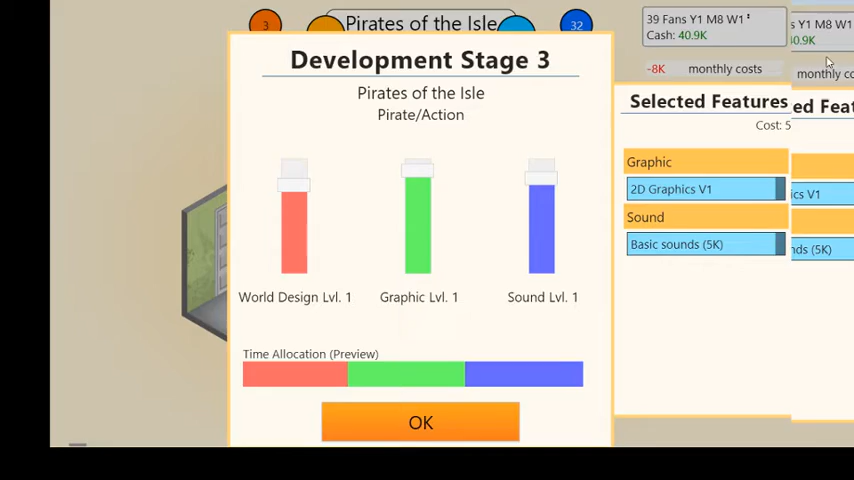 3
Pirates of the Isle
32
39 Fans Y1 M8 W1
Cash: 40.9K
s Y1 M8 W1
40.9K
-8K monthly costs
monthly co
Development Stage 3
Pirates of the Isle
Pirate/Action
World Design Lvl. 1
Graphic Lvl. 1
Sound Lvl. 1
Time Allocation (Preview)
OK
Selected Features
Cost: 5
Graphic
2D Graphics V1
Sound
Basic sounds (5K)
ed Feat
ics V1
nds (5K)